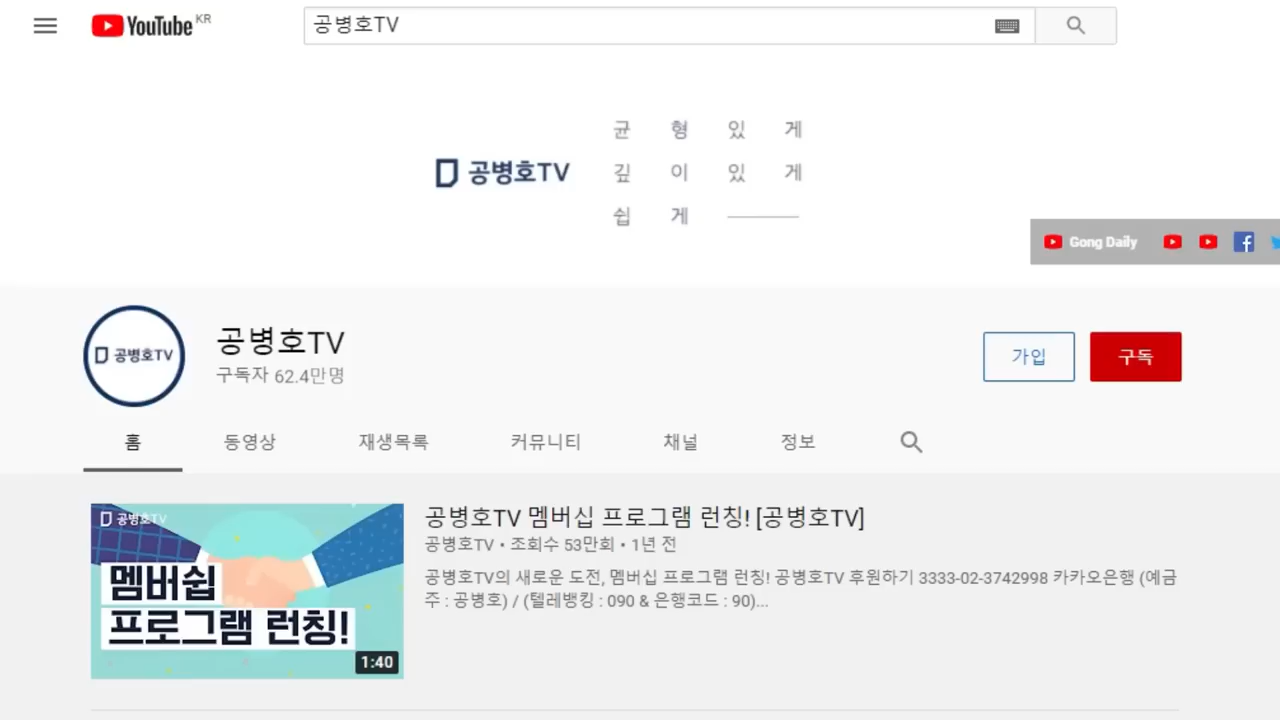 YouTube KR
공병호TV
공병호TV
균 형 있 게
깊 이 있 게
쉽 게
Gong Daily
공병호TV
공병호TV
구독자 62.4만명
가입
구독
홈 동영상 재생목록 커뮤니티 채널 정보
공병호TV
멤버쉽
프로그램 런칭!
1:40
공병호TV 멤버십 프로그램 런칭! [공병호TV]
공병호TV • 조회수 53만회 • 1년 전
공병호TV의 새로운 도전, 멤버십 프로그램 런칭! 공병호TV 후원하기 3333-02-3742998 카카오은행 (예금
주 : 공병호) / (텔레뱅킹 : 090 & 은행코드 : 90)...